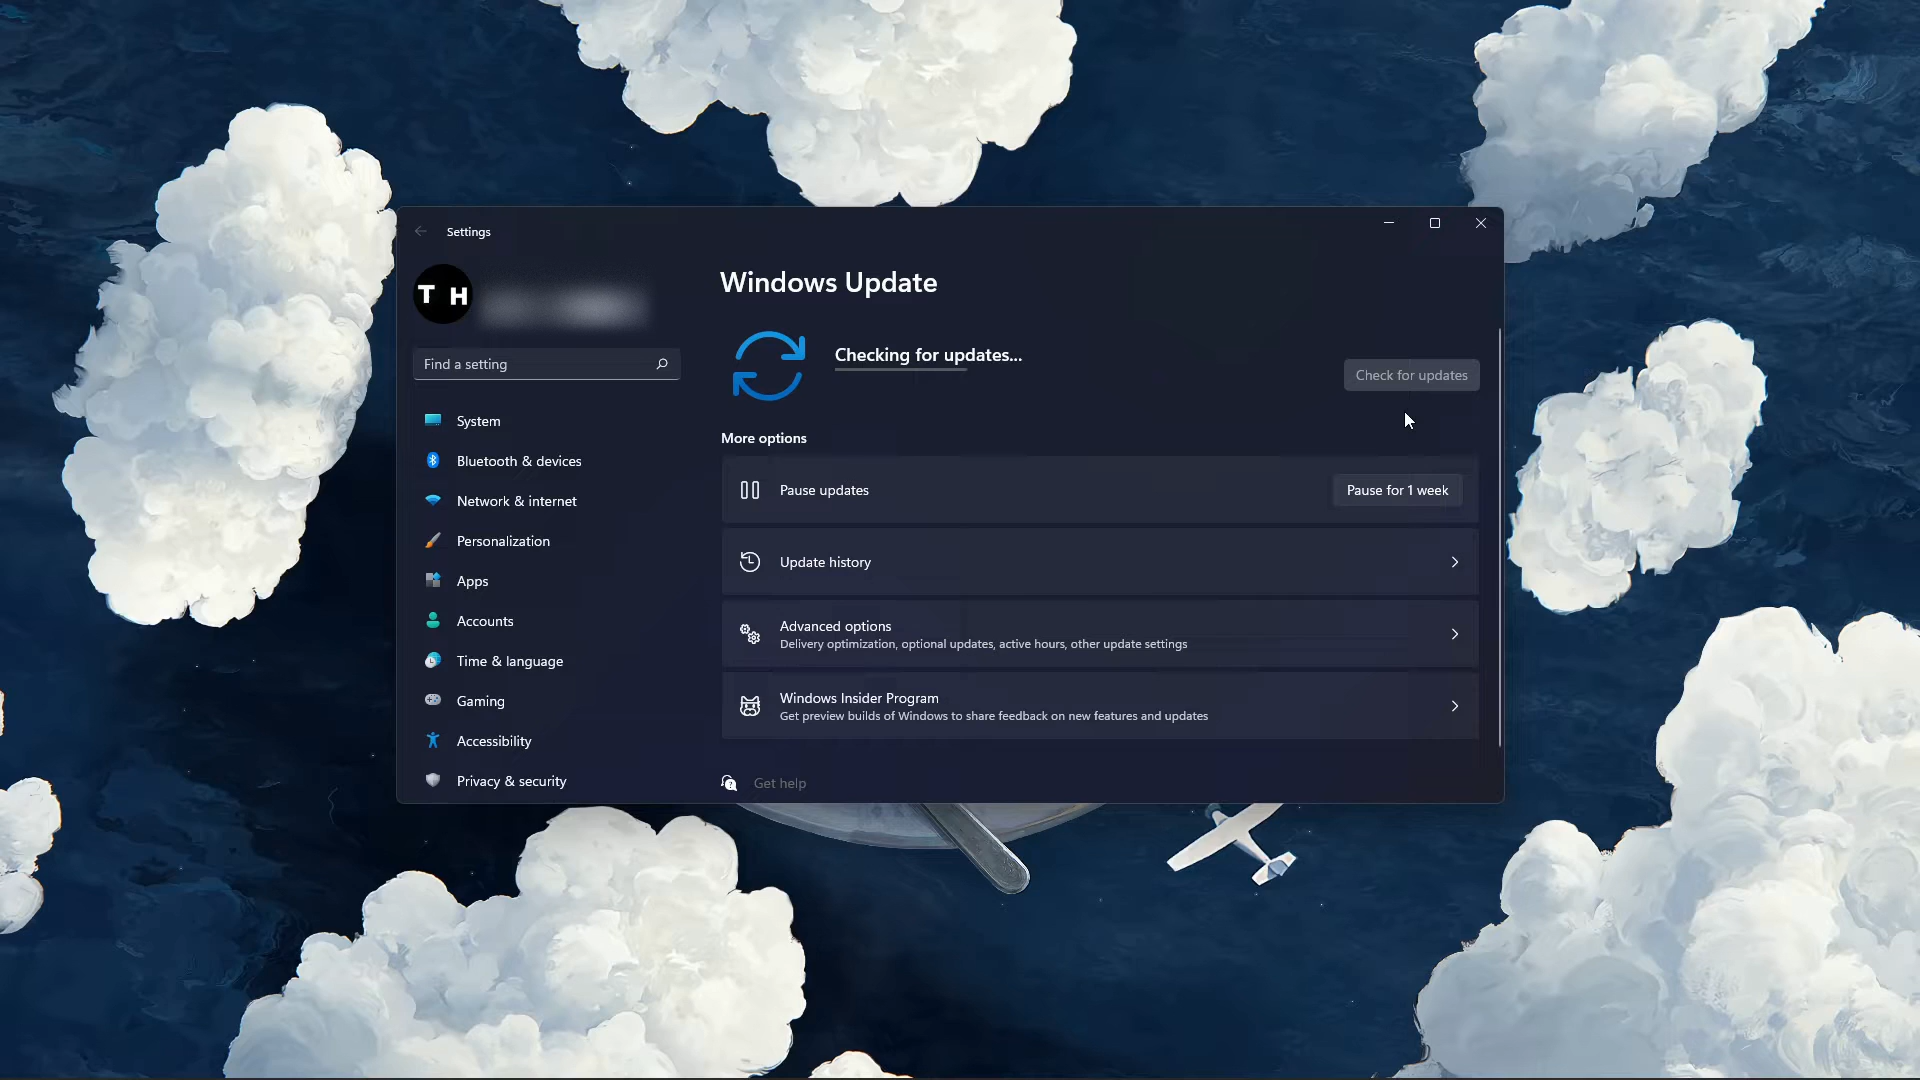 Settings
T H
Find a setting
System
Bluetooth & devices
Network & internet
Personalization
Apps
Accounts
Time & language
Gaming
Accessibility
Privacy & security
Windows Update
Checking for updates...
Check for updates
More options
Pause updates
Pause for 1 week
Update history
Advanced options
Delivery optimization, optional updates, active hours, other update settings
Windows Insider Program
Get preview builds of Windows to share feedback on new features and updates
Get help